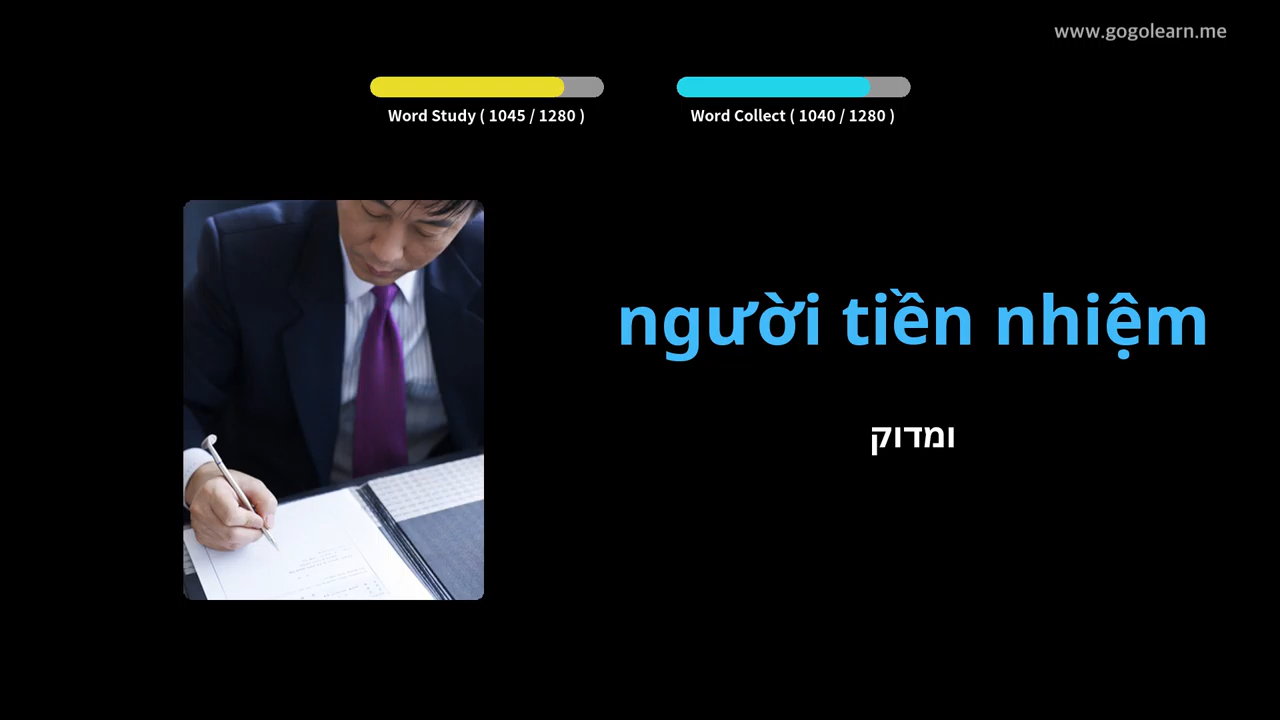 www.gogolearn.me
Word Study ( 1045 / 1280 )
Word Collect ( 1040 / 1280 )
người tiền nhiệm
ומדוק